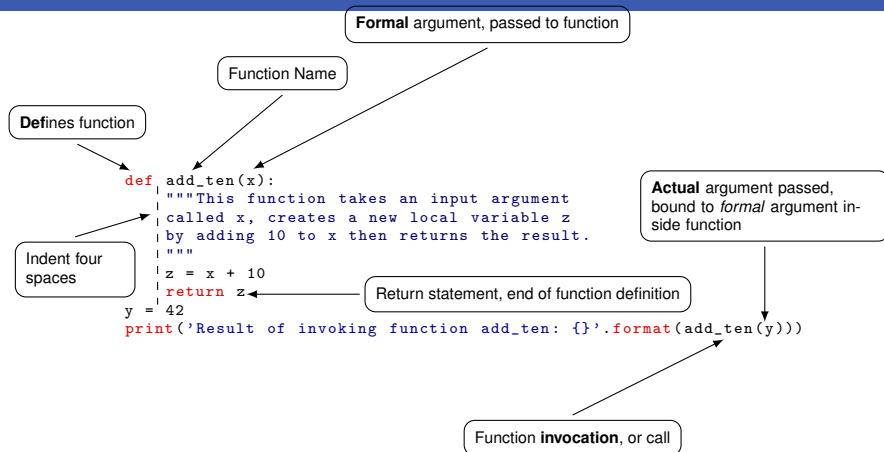 Formal argument, passed to function
Function Name
Defines function
def add_ten(x):
"""This function takes an input argument
called x, creates a new local variable z
by adding 10 to x then returns the result.
"""
z = x + 10
return z
y = 42
print('Result of invoking function add_ten: {}'.format(add_ten(y)))
Indent four
spaces
Return statement, end of function definition
Actual argument passed,
bound to formal argument in-
side function
Function invocation, or call